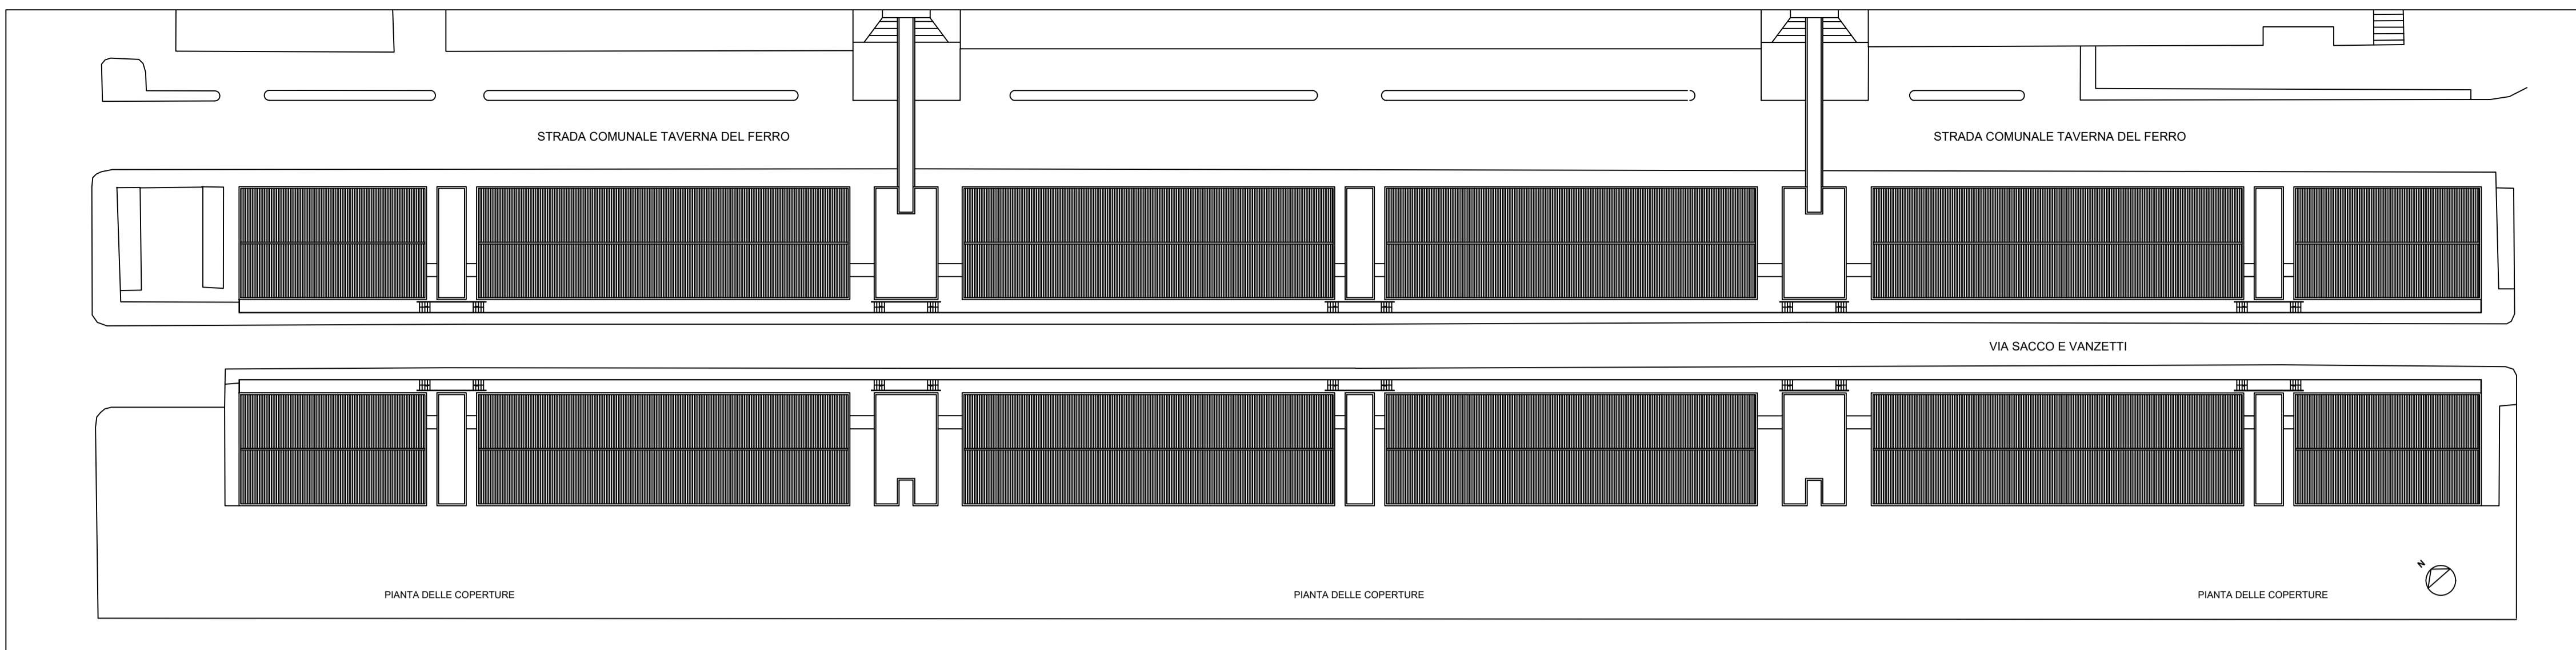 STRADA COMUNALE TAVERNA DEL FERRO
STRADA COMUNALE TAVERNA DEL FERRO
VIA SACCO E VANZETTI
N
PIANTA DELLE COPERTURE
PIANTA DELLE COPERTURE
PIANTA DELLE COPERTURE